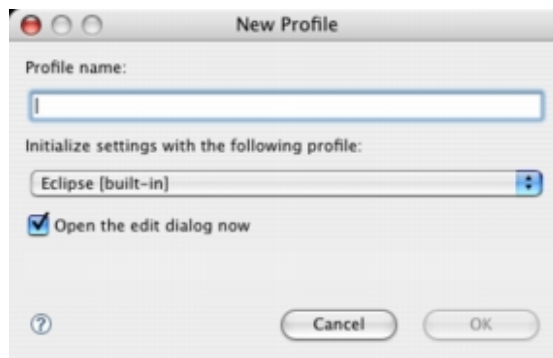 New Profile
Profile name:
Initialize settings with the following profile:
Eclipse [built-in]
Open the edit dialog now
?
Cancel
OK